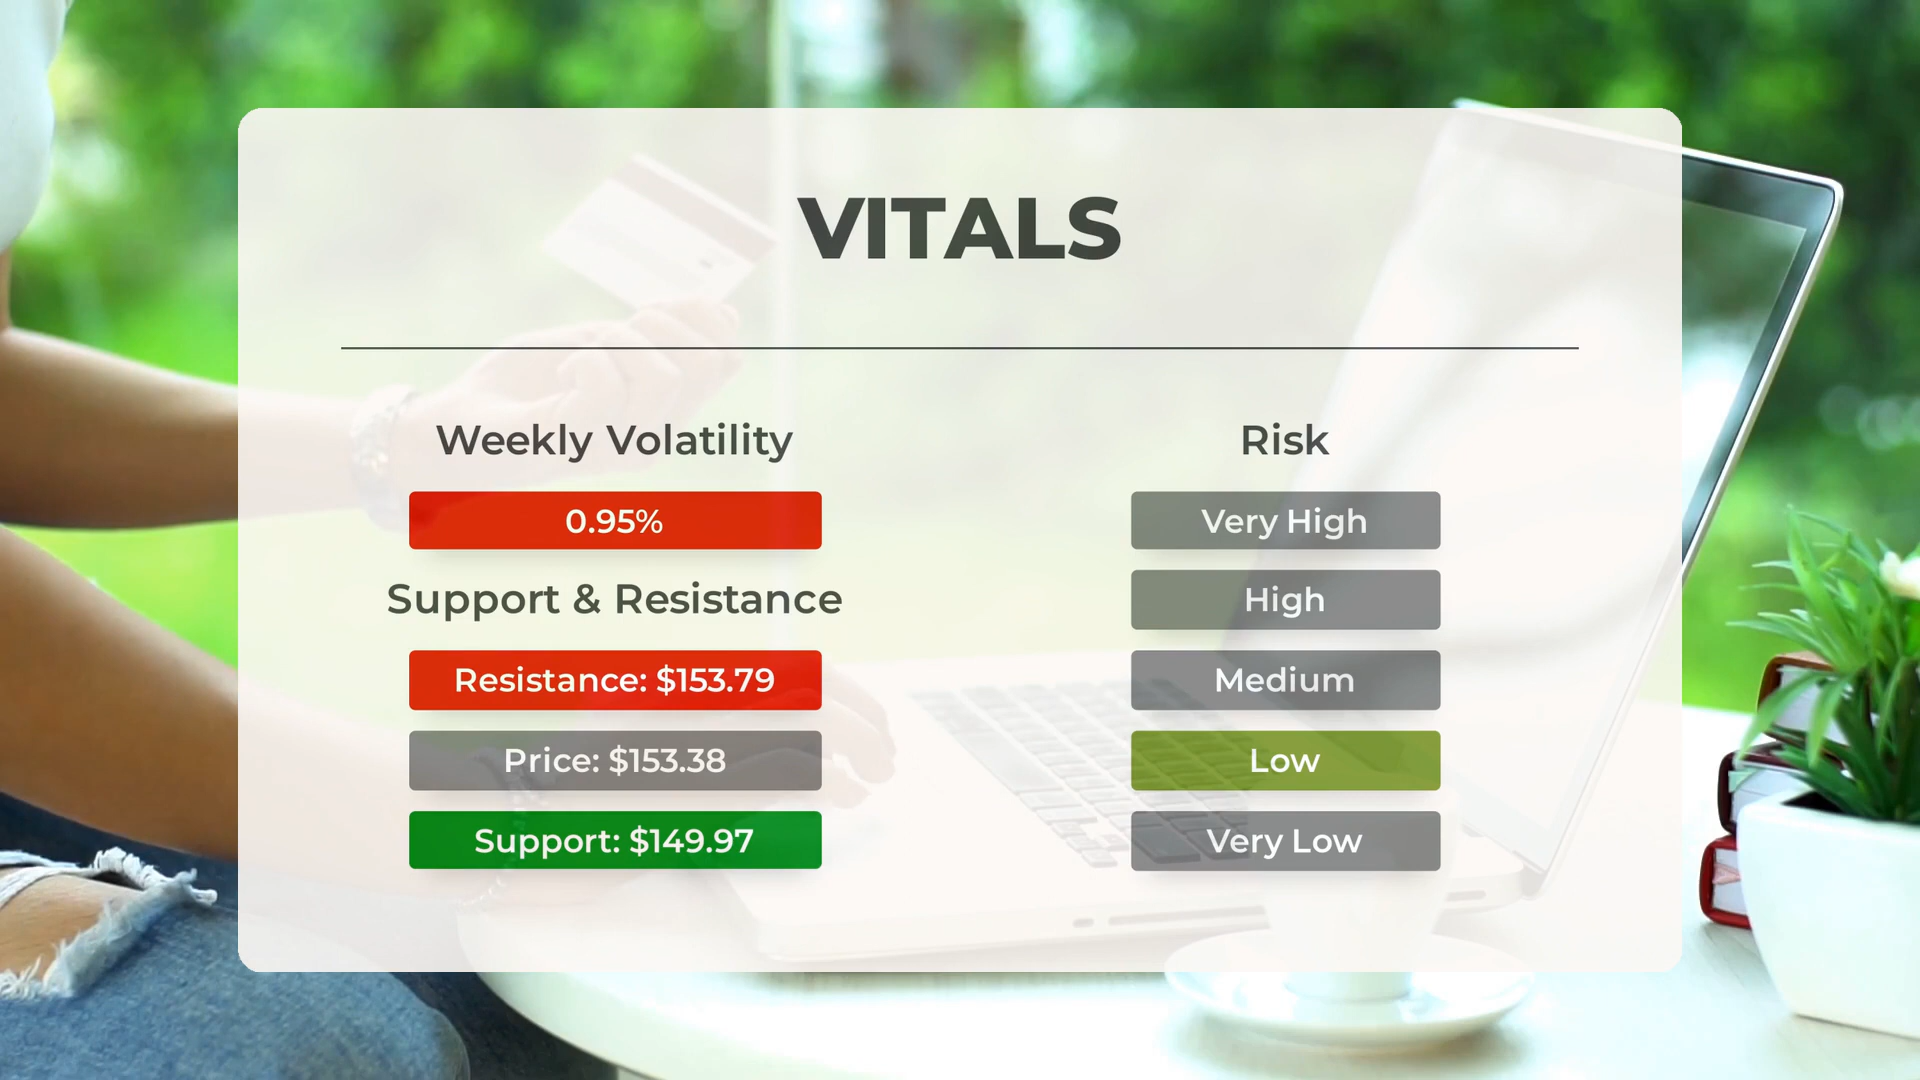 VITALS
Weekly Volatility
0.95%
Support & Resistance
Resistance: $153.79
Price: $153.38
Support: $149.97
Risk
Very High
High
Medium
Low
Very Low